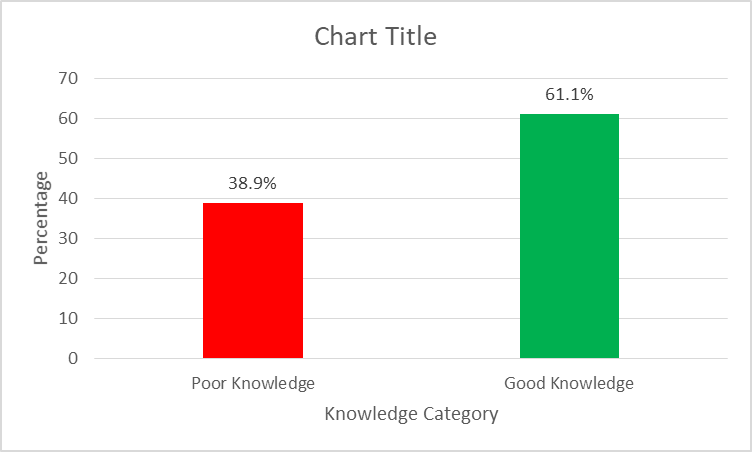 Chart Title
70
60
50
40
30
20
10
0
Percentage
38.9%
61.1%
Poor Knowledge
Good Knowledge
Knowledge Category